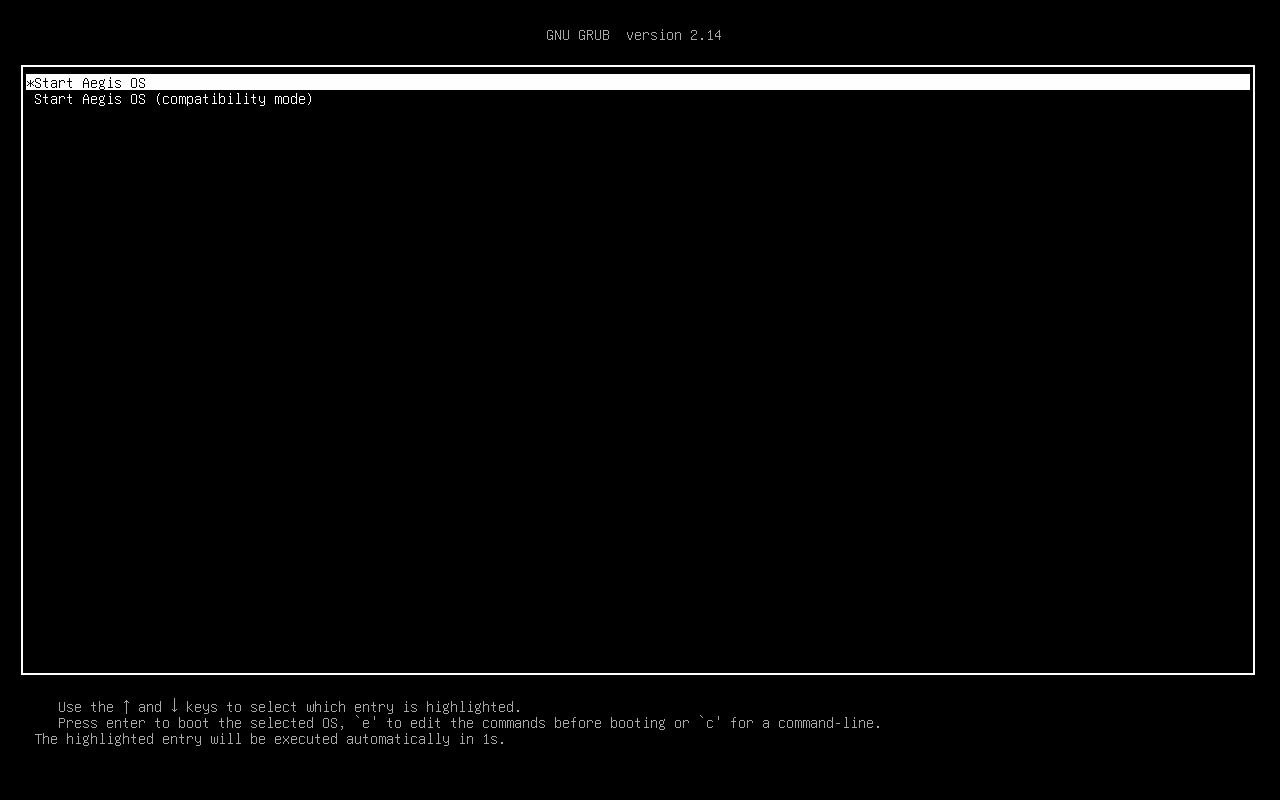 GNU GRUB  version 2.14
*Start Aegis OS
Start Aegis OS (compatibility mode)
Use the ↑ and ↓ keys to select which entry is highlighted.
Press enter to boot the selected OS, `e' to edit the commands before booting or `c' for a command-line.
The highlighted entry will be executed automatically in 1s.